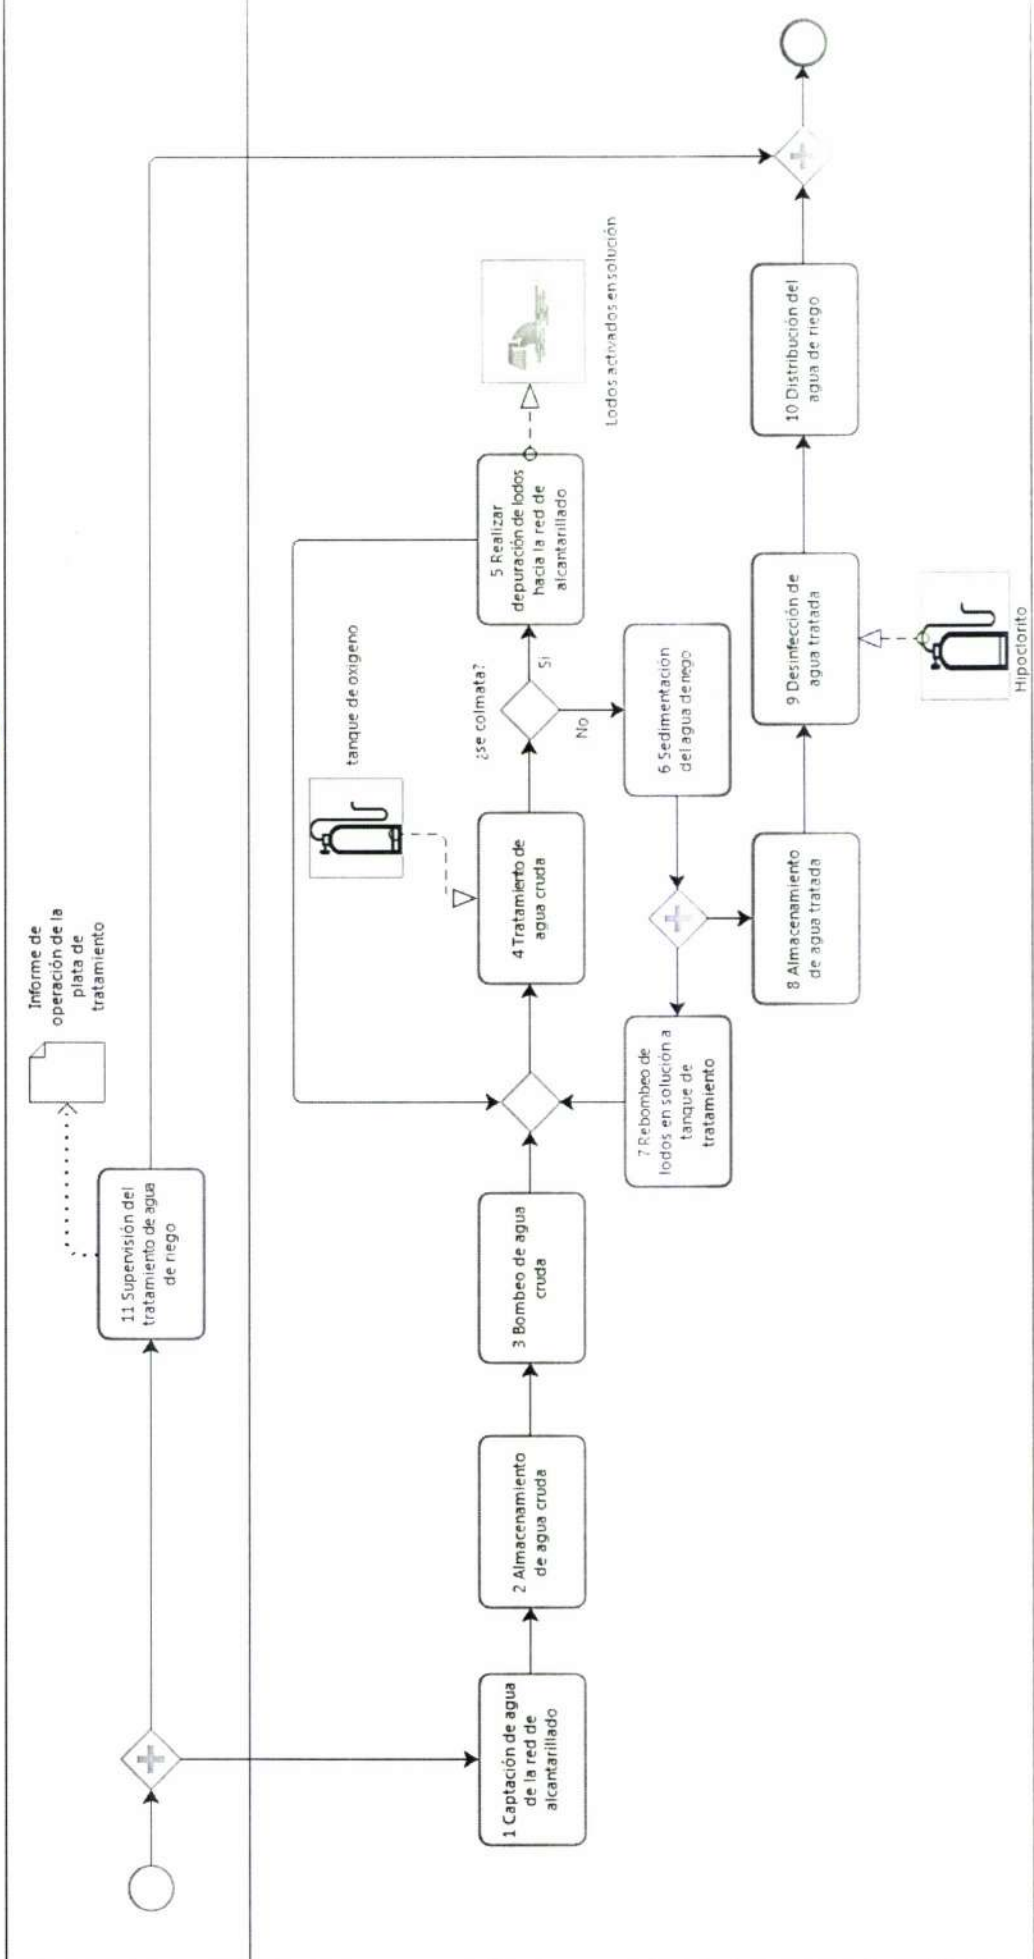 Informe de
operación de la
plata de
tratamiento
11 Supervisión del
tratamiento de agua
de riego
tanque de oxigeno
1 Captación de agua
de la red de
alcantarillado
2 Almacenamiento
de agua cruda
3 Bombeo de agua
cruda
4 Tratamiento de
agua cruda
¿se colmata?
Si
No
5 Realizar
depuración de lodos
hacia la red de
alcantarillado
Lodos activados en solución
6 Sedimentación
del agua de riego
7 Rebombeo de
lodos en solución a
tanque de
tratamiento
8 Almacenamiento
de agua tratada
9 Desinfección de
agua tratada
Hipoclorito
10 Distribución del
agua de riego